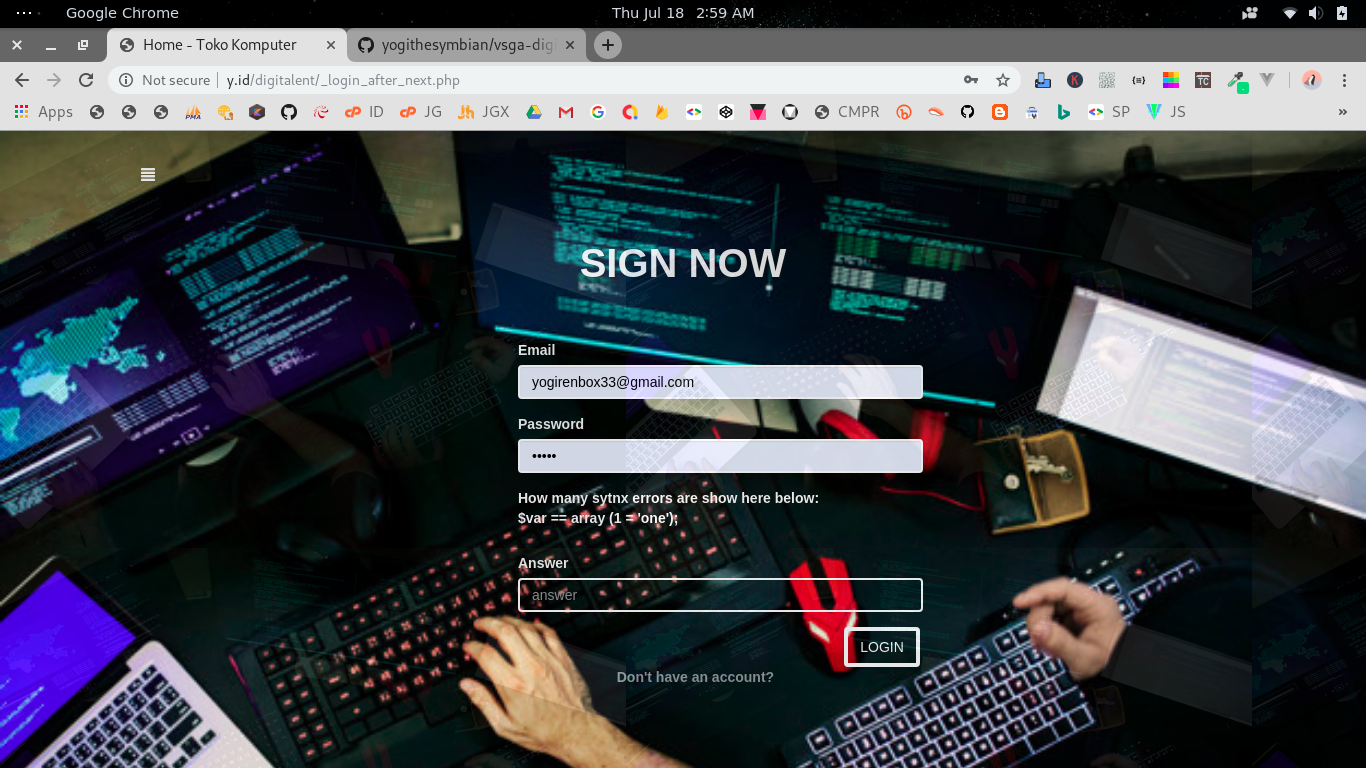 Google Chrome
Thu Jul 18 2:59 AM
Home - Toko Komputer
yogithesymbian/vsga-dig
Not secure
y.id/digitalent/_login_after_next.php
Apps
ID
JG
JGX
CMPR
SP
JS
»
SIGN NOW
Email
yogirenbox33@gmail.com
Password
•••••
How many sytnx errors are show here below:
$var == array (1 = 'one');
Answer
answer
LOGIN
Don't have an account?